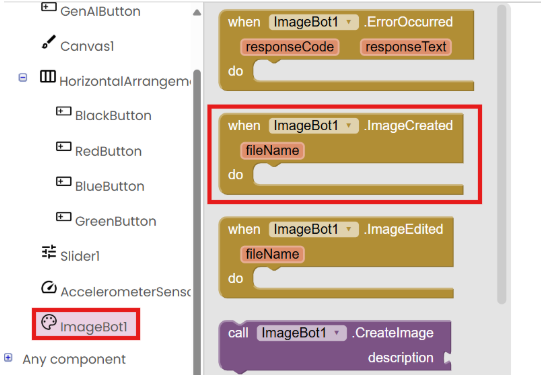 GenAIButton
Canvas1
HorizontalArrangem
BlackButton
RedButton
BlueButton
GreenButton
Slider1
AccelerometerSenso
ImageBot1
Any component
when ImageBot1 .ErrorOccurred
responseCode responseText
do
when ImageBot1 .ImageCreated
fileName
do
when ImageBot1 .ImageEdited
fileName
do
call ImageBot1 .CreateImage
description